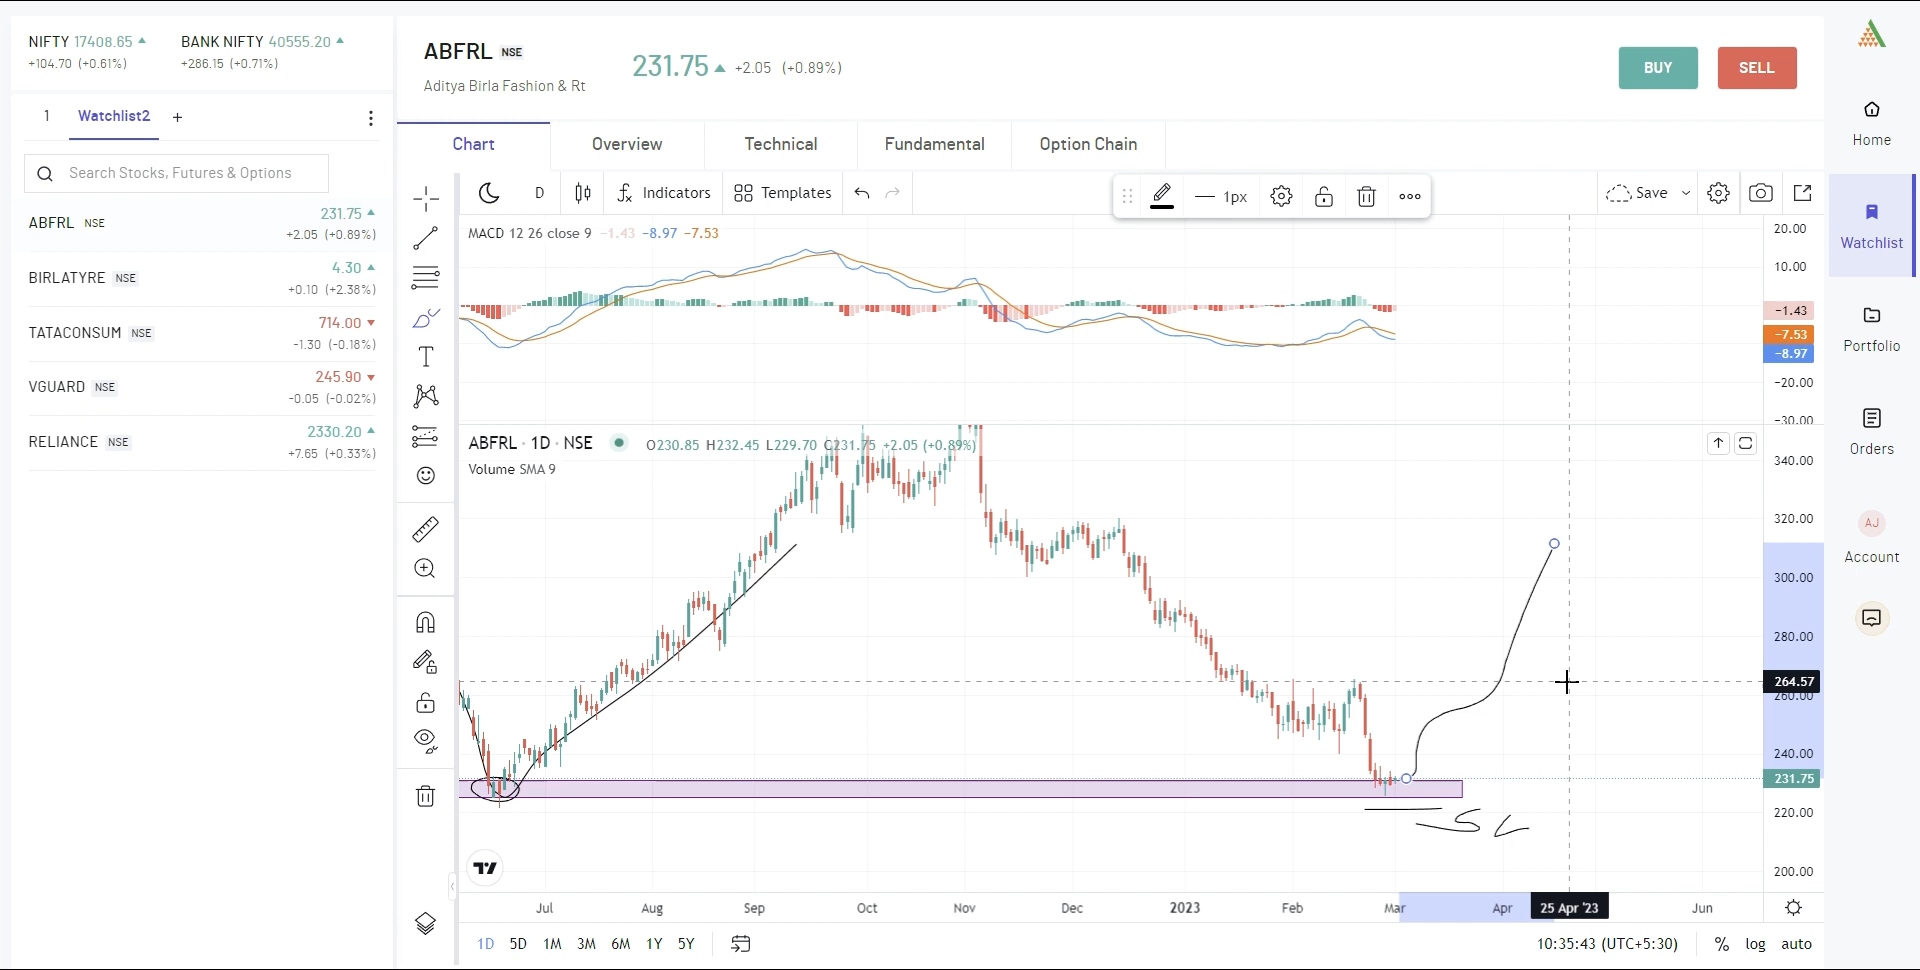 NIFTY 17408.65 BANK NIFTY 40555.20
+104.70 (+0.61%) +286.15 (+0.71%)
1 Watchlist2 +
Search Stocks, Futures & Options
ABFRL NSE 231.75
+2.05 (+0.89%)
BIRLATYRE NSE 4.30
+0.10 (+2.38%)
TATACONSUM NSE 714.00
-1.30 (-0.18%)
VGUARD NSE 245.90
-0.05 (-0.02%)
RELIANCE NSE 2330.20
+7.65 (+0.33%)
ABFRL NSE
Aditya Birla Fashion & Rt
231.75 +2.05 (+0.89%)
BUY SELL
Chart Overview Technical Fundamental Option Chain
D Indicators Templates 1px Save
MACD 12 26 close 9 −1.43 −8.97 −7.53
20.00
10.00
−1.43
−7.53
−8.97
−20.00
−30.00
ABFRL · 1D · NSE O230.85 H232.45 L229.70 C231.75 +2.05 (+0.89%)
Volume SMA 9
340.00
320.00
300.00
280.00
264.57
260.00
240.00
231.75
220.00
200.00
SL
Jul Aug Sep Oct Nov Dec 2023 Feb Mar Apr 25 Apr '23 Jun
1D 5D 1M 3M 6M 1Y 5Y 10:35:43 (UTC+5:30) % log auto
Home
Watchlist
Portfolio
Orders
AJ
Account